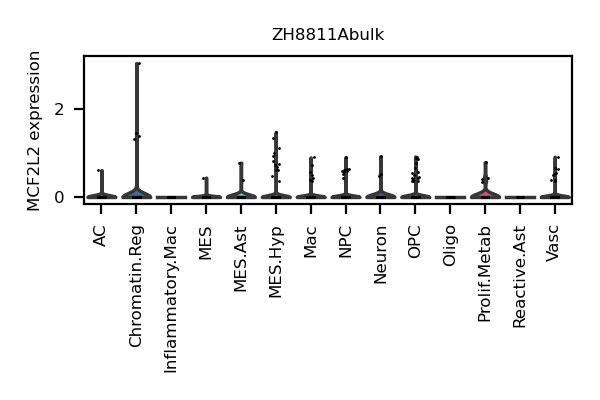 ZH8811Abulk
MCF2L2 expression
2
0
AC
Chromatin.Reg
Inflammatory.Mac
MES
MES.Ast
MES.Hyp
Mac
NPC
Neuron
OPC
Oligo
Prolif.Metab
Reactive.Ast
Vasc